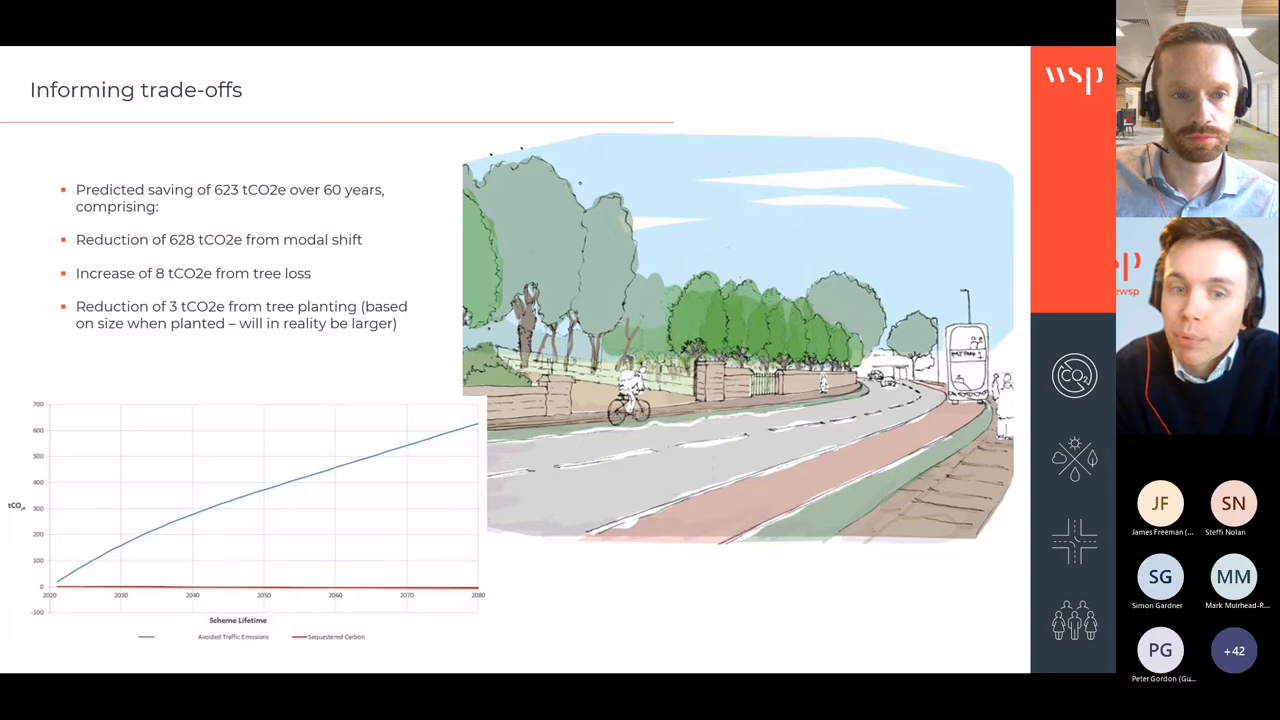 Informing trade-offs
wsp
Predicted saving of 623 tCO2e over 60 years,
comprising:
Reduction of 628 tCO2e from modal shift
Increase of 8 tCO2e from tree loss
Reduction of 3 tCO2e from tree planting (based
on size when planted – will in reality be larger)
700
600
500
400
300
200
100
0
-100
2020
2030
2040
2050
2060
2070
2080
Scheme Lifetime
Avoided Traffic Emissions
Sequestered Carbon
CO2
JF
James Freeman (...
SN
Steffi Nolan
SG
Simon Gardner
MM
Mark Muirhead-R...
PG
Peter Gordon (Gu...
+42